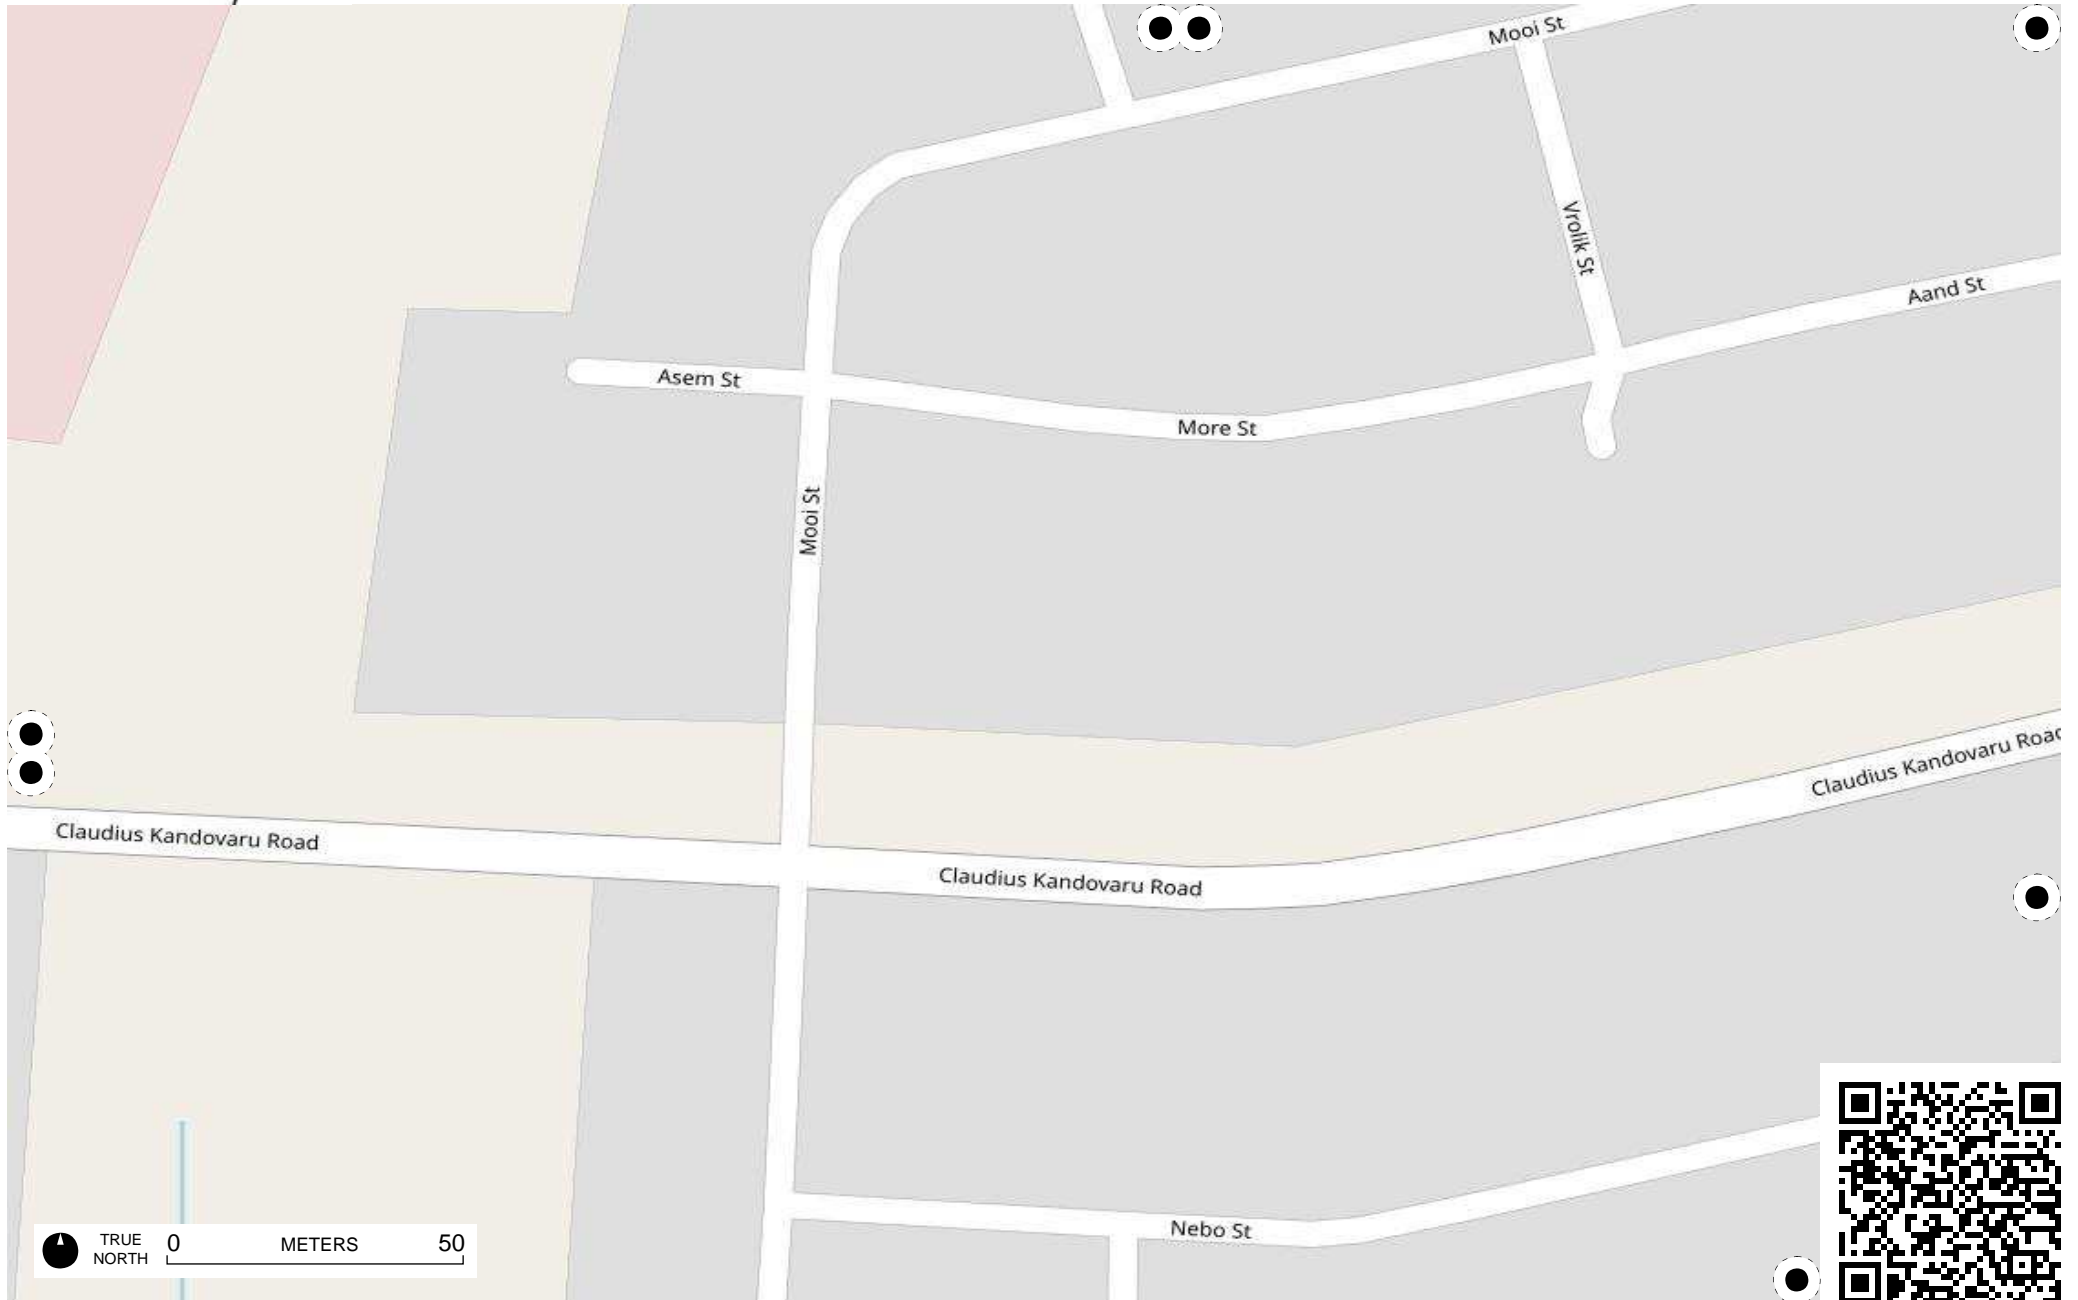 Mooi St
Vrolik St
Aand St
Asem St
More St
Mooi St
Claudius Kandovaru Road
Claudius Kandovaru Road
Claudius Kandovaru Road
Nebo St
TRUE
NORTH
0 METERS 50